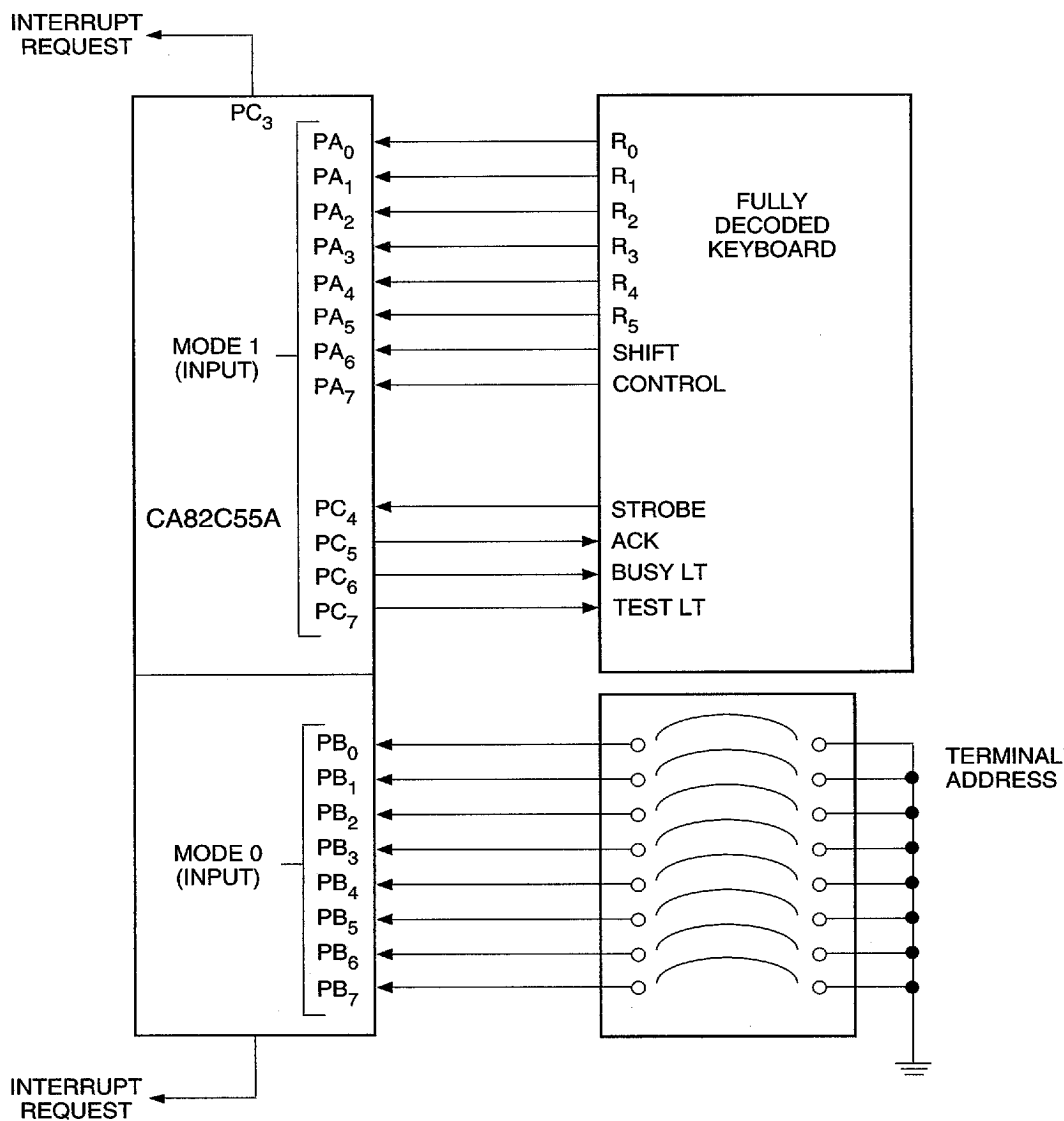 INTERRUPT
REQUEST
PC3
PA0
PA1
PA2
PA3
PA4
PA5
PA6
PA7
MODE 1
(INPUT)
CA82C55A
PC4
PC5
PC6
PC7
R0
R1
R2
R3
R4
R5
SHIFT
CONTROL
FULLY
DECODED
KEYBOARD
STROBE
ACK
BUSY LT
TEST LT
PB0
PB1
PB2
PB3
PB4
PB5
PB6
PB7
MODE 0
(INPUT)
TERMINAL
ADDRESS
INTERRUPT
REQUEST